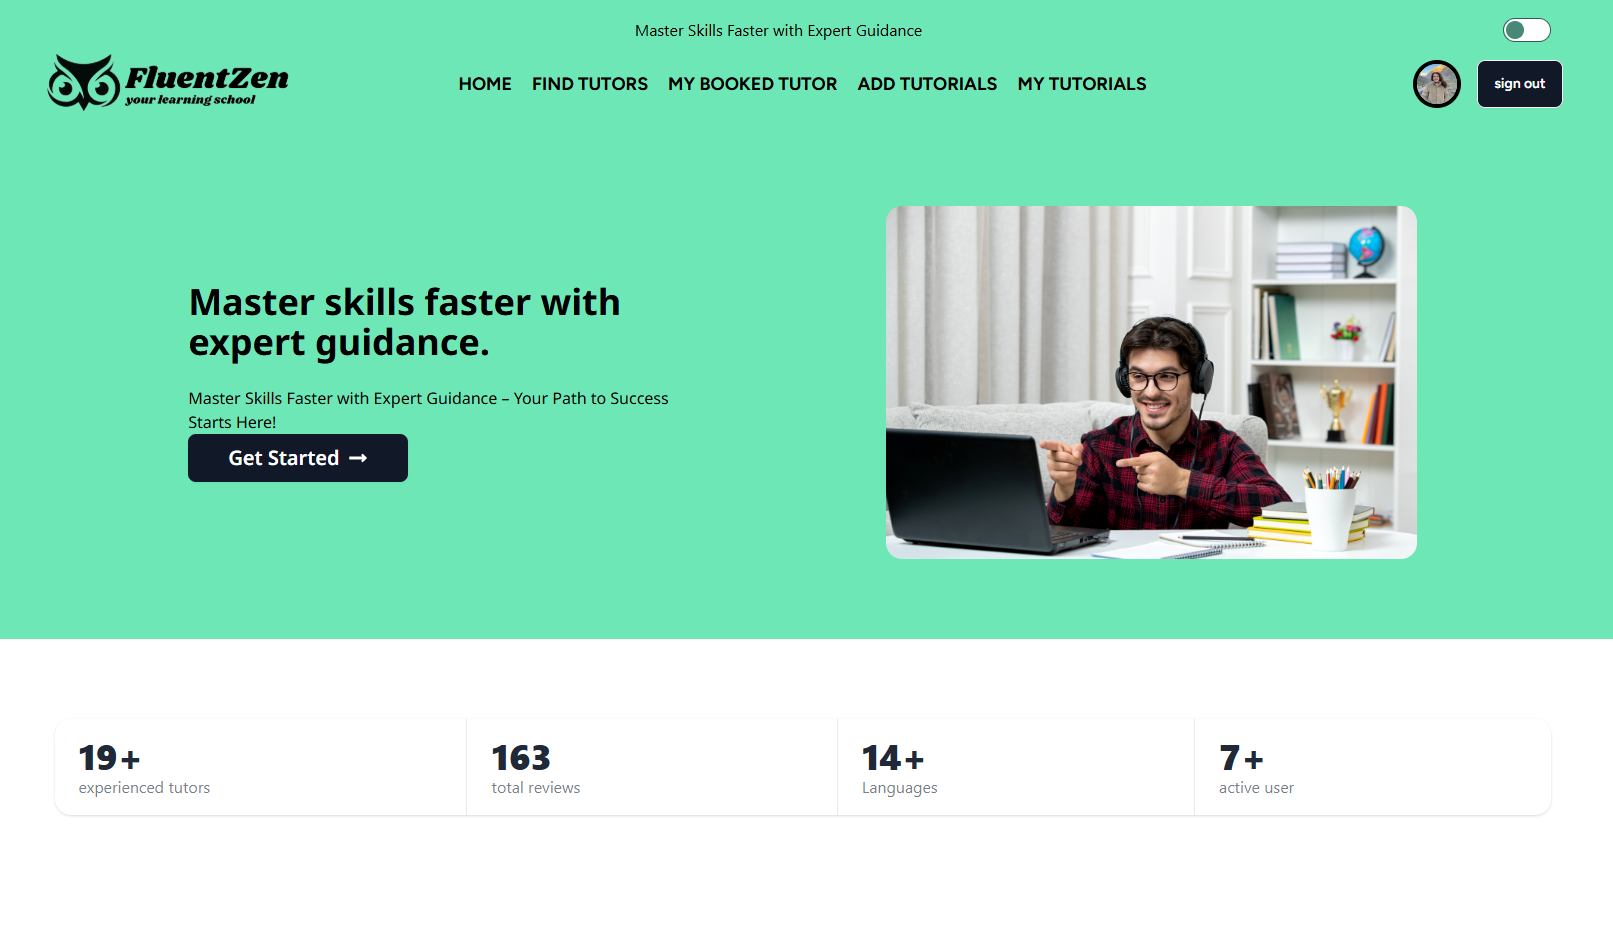 Master Skills Faster with Expert Guidance
FluentZen
your learning school
HOME FIND TUTORS MY BOOKED TUTOR ADD TUTORIALS MY TUTORIALS
sign out
Master skills faster with
expert guidance.
Master Skills Faster with Expert Guidance – Your Path to Success
Starts Here!
Get Started →
19+
experienced tutors
163
total reviews
14+
Languages
7+
active user